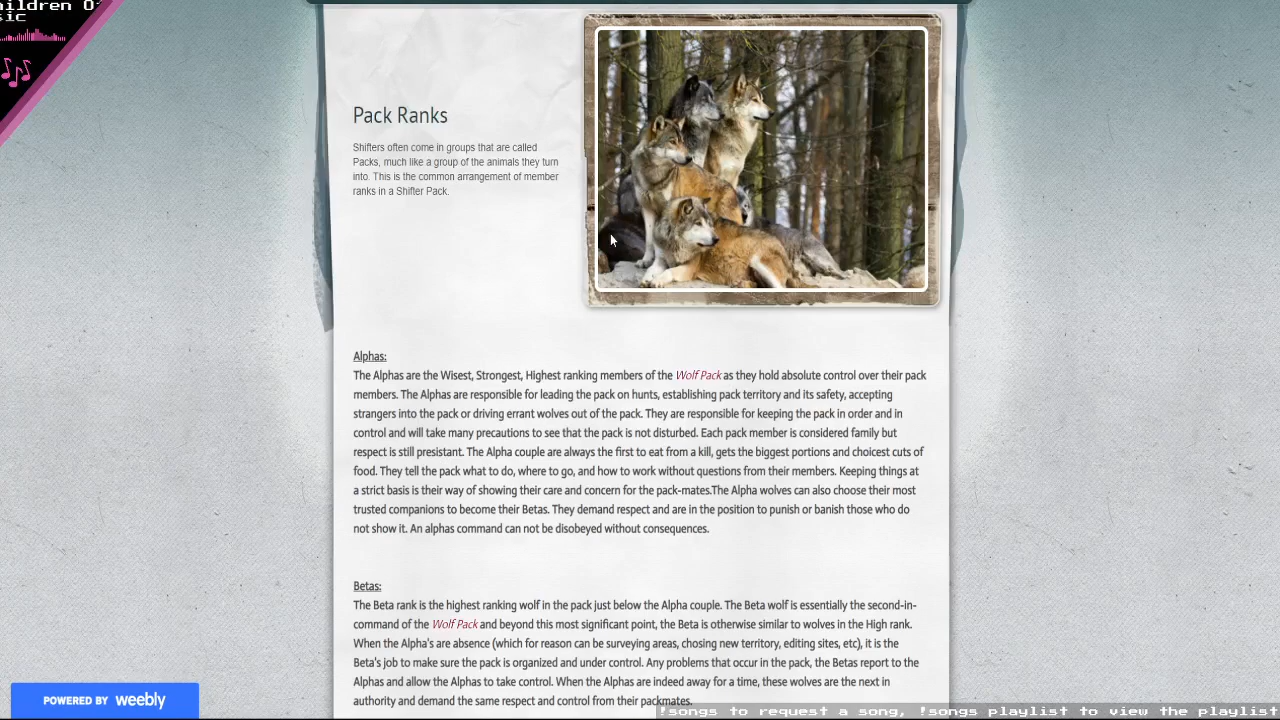 sic
Pack Ranks
Shifters often come in groups that are called
Packs, much like a group of the animals they turn
into. This is the common arrangement of member
ranks in a Shifter Pack.
Alphas:
The Alphas are the Wisest, Strongest, Highest ranking members of the Wolf Pack as they hold absolute control over their pack
members. The Alphas are responsible for leading the pack on hunts, establishing pack territory and its safety, accepting
strangers into the pack or driving errant wolves out of the pack. They are responsible for keeping the pack in order and in
control and will take many precautions to see that the pack is not disturbed. Each pack member is considered family but
respect is still presistant. The Alpha couple are always the first to eat from a kill, gets the biggest portions and choicest cuts of
food. They tell the pack what to do, where to go, and how to work without questions from their members. Keeping things at
a strict basis is their way of showing their care and concern for the pack-mates.The Alpha wolves can also choose their most
trusted companions to become their Betas. They demand respect and are in the position to punish or banish those who do
not show it. An alphas command can not be disobeyed without consequences.
Betas:
The Beta rank is the highest ranking wolf in the pack just below the Alpha couple. The Beta wolf is essentially the second-in-
command of the Wolf Pack and beyond this most significant point, the Beta is otherwise similar to wolves in the High rank.
When the Alpha's are absence (which for reason can be surveying areas, chosing new territory, editing sites, etc), it is the
Beta's job to make sure the pack is organized and under control. Any problems that occur in the pack, the Betas report to the
Alphas and allow the Alphas to take control. When the Alphas are indeed away for a time, these wolves are the next in
authority and demand the same respect and control from their packmates.
POWERED BY weebly
!songs to request a song, !songs playlist to view the playlist